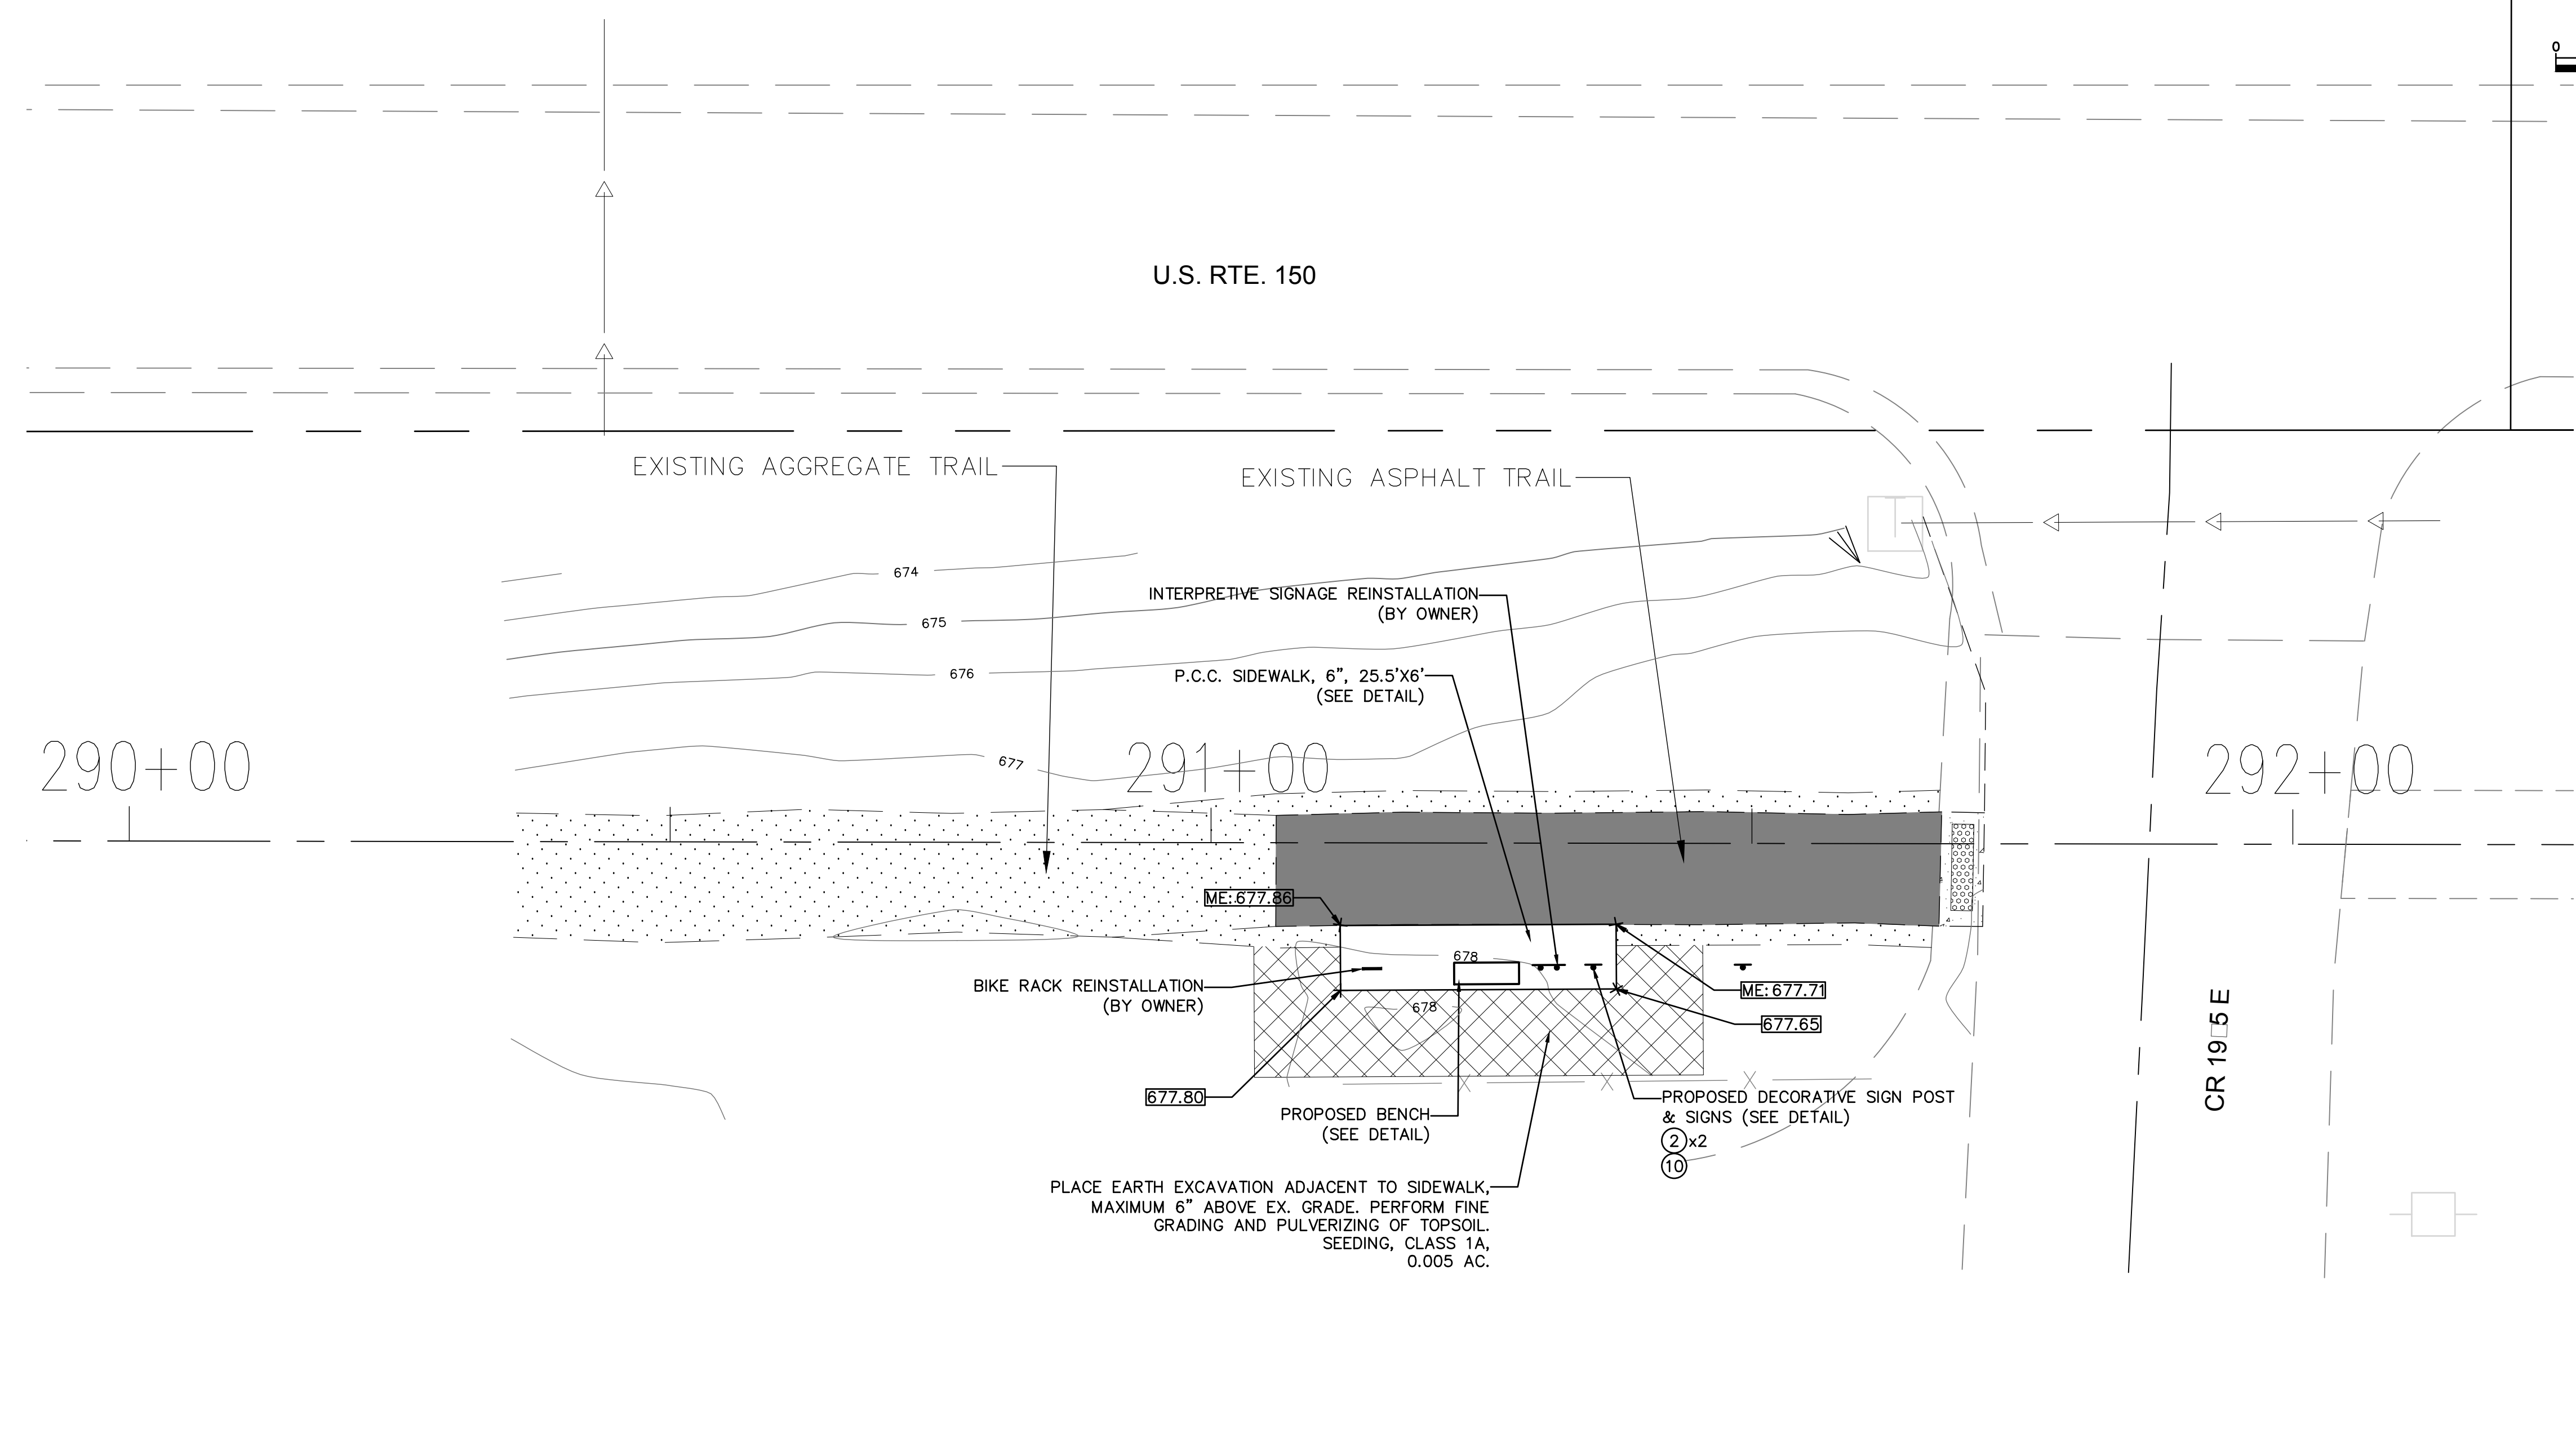 0
U.S. RTE. 150
EXISTING AGGREGATE TRAIL
EXISTING ASPHALT TRAIL
674
INTERPRETIVE SIGNAGE REINSTALLATION
(BY OWNER)
675
676
P.C.C. SIDEWALK, 6”, 25.5'X6'
(SEE DETAIL)
677
290+00
291+00
292+00
ME: 677.86
678
BIKE RACK REINSTALLATION
(BY OWNER)
ME: 677.71
678
677.65
CR 19□5 E
677.80
PROPOSED BENCH
(SEE DETAIL)
PROPOSED DECORATIVE SIGN POST
& SIGNS (SEE DETAIL)
2 x2
10
PLACE EARTH EXCAVATION ADJACENT TO SIDEWALK,
MAXIMUM 6” ABOVE EX. GRADE. PERFORM FINE
GRADING AND PULVERIZING OF TOPSOIL.
SEEDING, CLASS 1A,
0.005 AC.